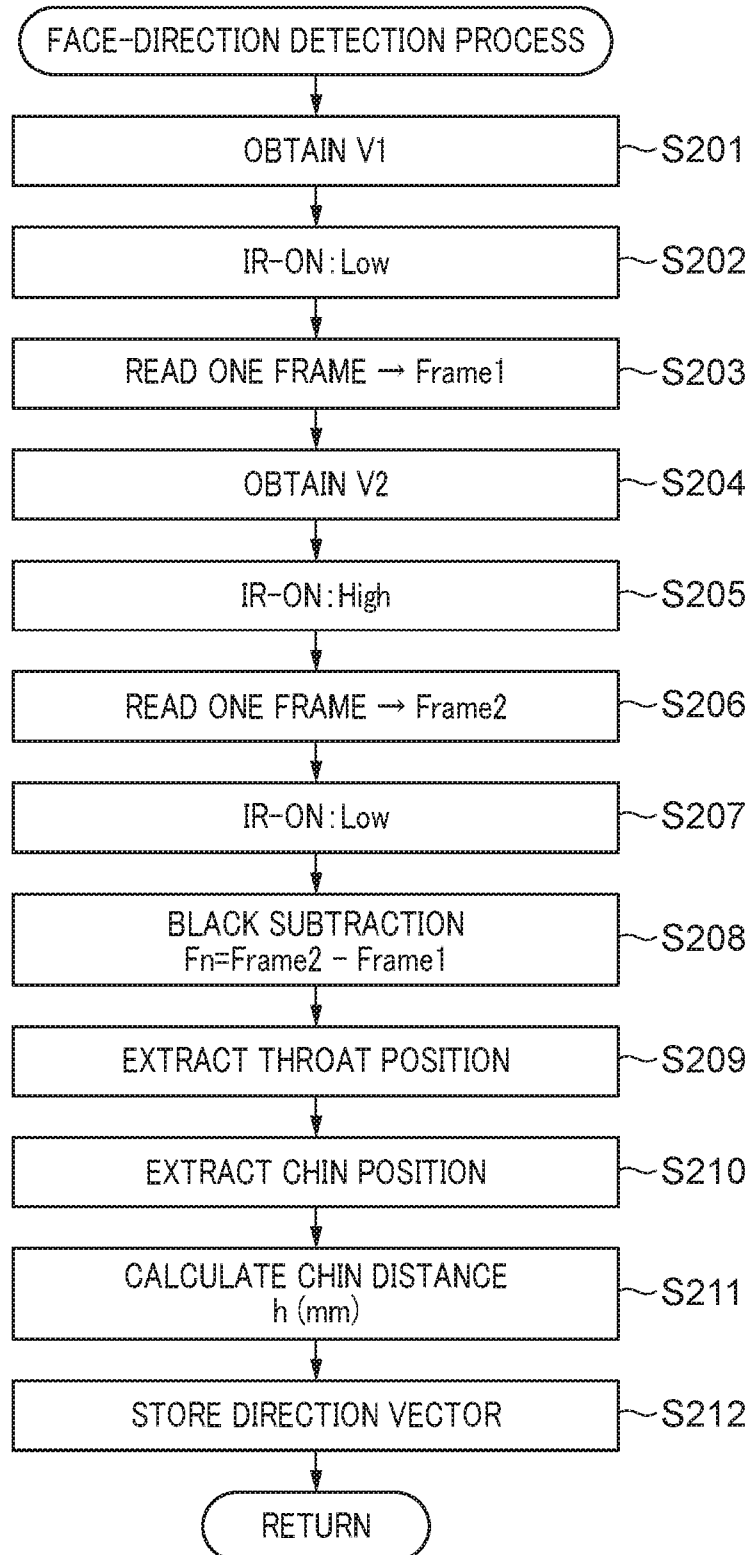 FACE-DIRECTION DETECTION PROCESS
OBTAIN V1
S201
IR-ON:Low
S202
READ ONE FRAME → Frame1
S203
OBTAIN V2
S204
IR-ON:High
S205
READ ONE FRAME → Frame2
S206
IR-ON:Low
S207
BLACK SUBTRACTION
Fn=Frame2 - Frame1
S208
EXTRACT THROAT POSITION
S209
EXTRACT CHIN POSITION
S210
CALCULATE CHIN DISTANCE
h (mm)
S211
STORE DIRECTION VECTOR
S212
RETURN